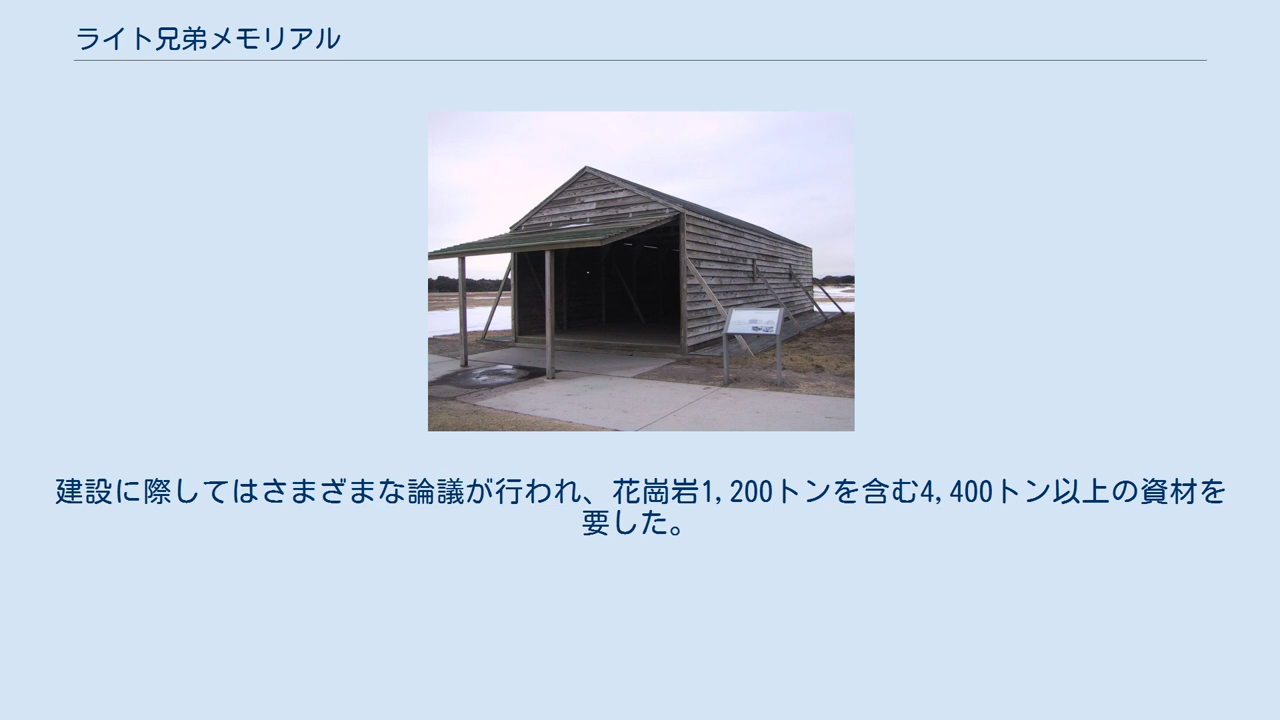 ライト兄弟メモリアル
建設に際してはさまざまな論議が行われ、花崗岩1,200トンを含む4,400トン以上の資材を
要した。